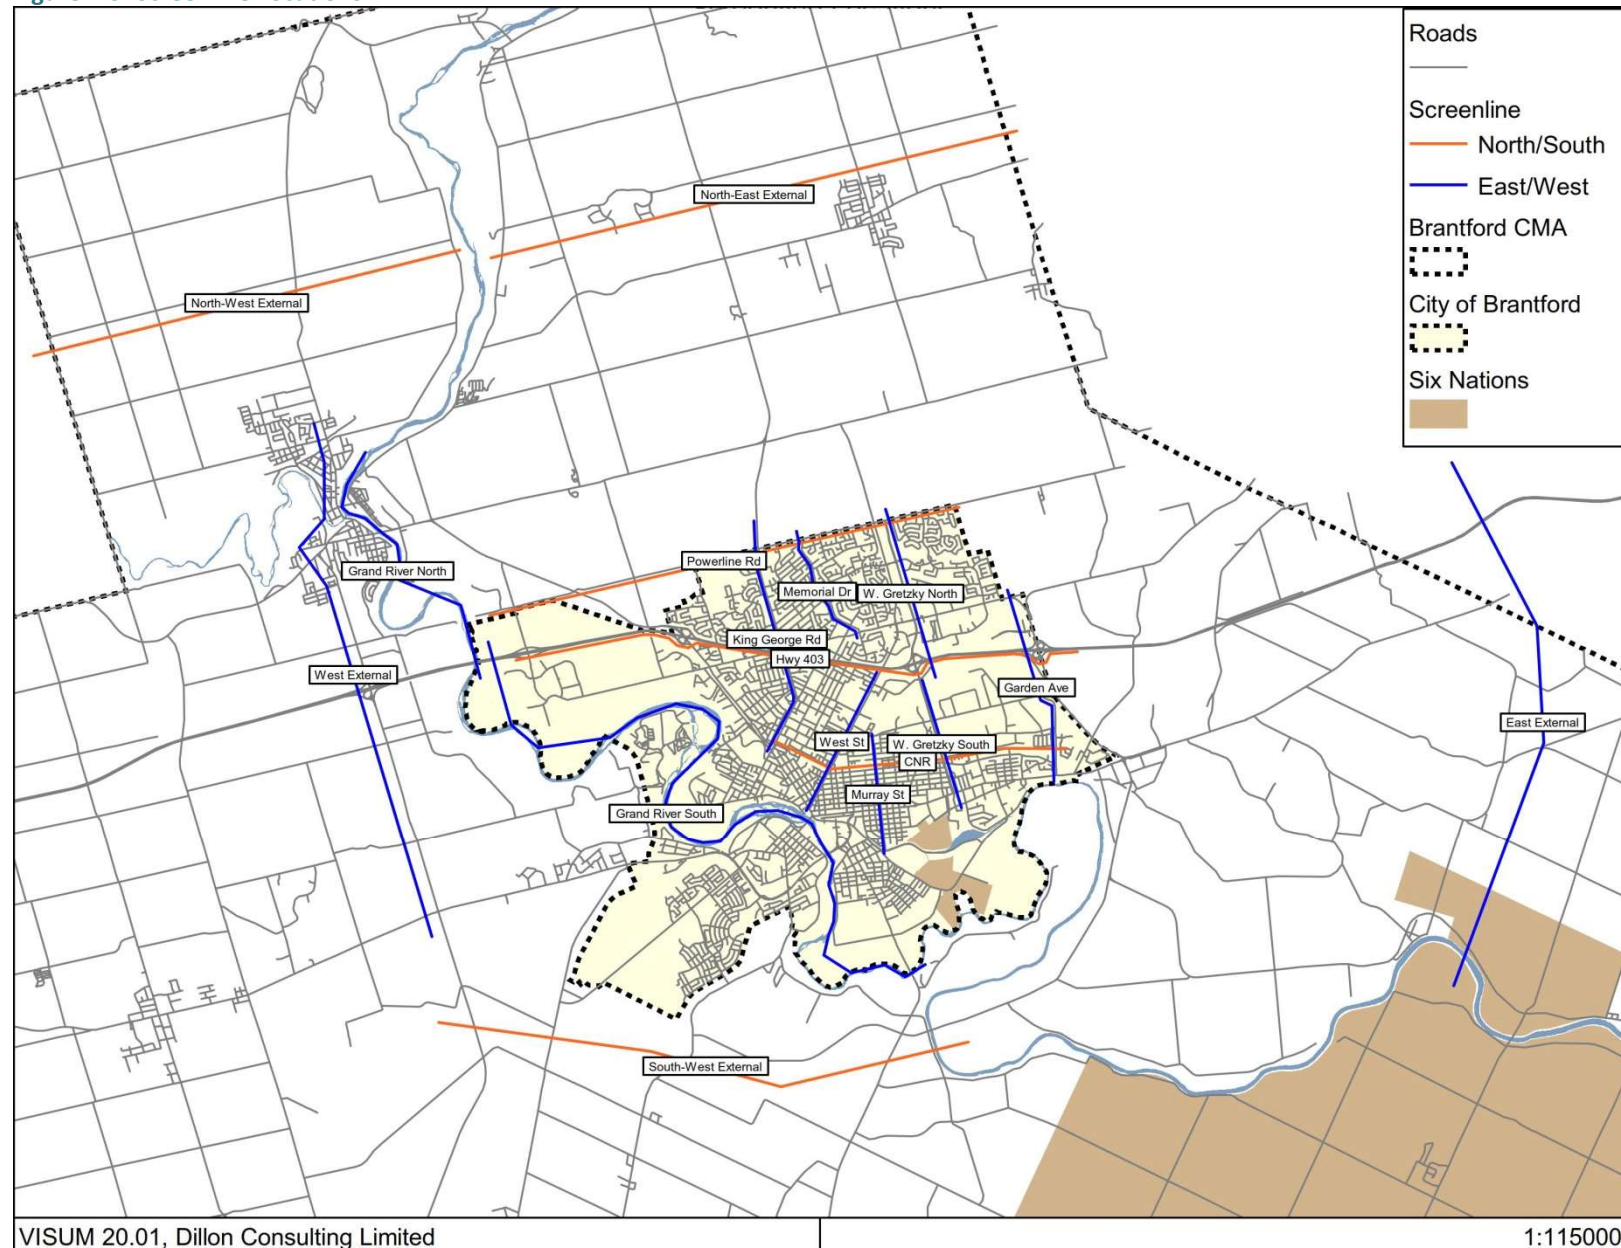 Roads
Screenline
North/South
East/West
Brantford CMA
City of Brantford
Six Nations
North-East External
North-West External
Powerline Rd
Grand River North
Memorial Dr
W. Gretzky North
King George Rd
Hwy 403
West External
Garden Ave
East External
West St
W. Gretzky South
CNR
Murray St
Grand River South
South-West External
VISUM 20.01, Dillon Consulting Limited
1:115000